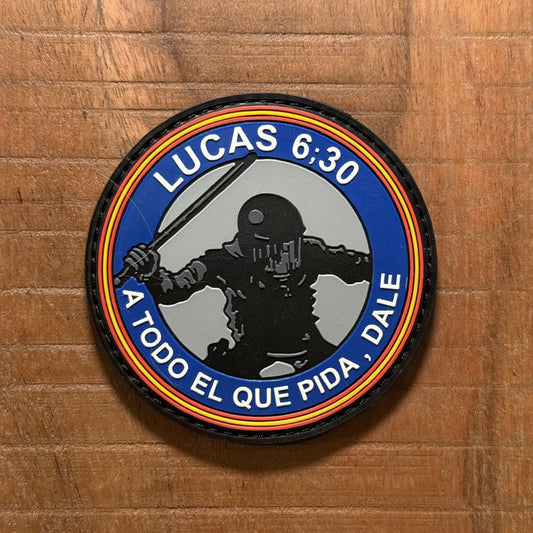 LUCAS 6;30
A TODO EL QUE PIDA , DALE